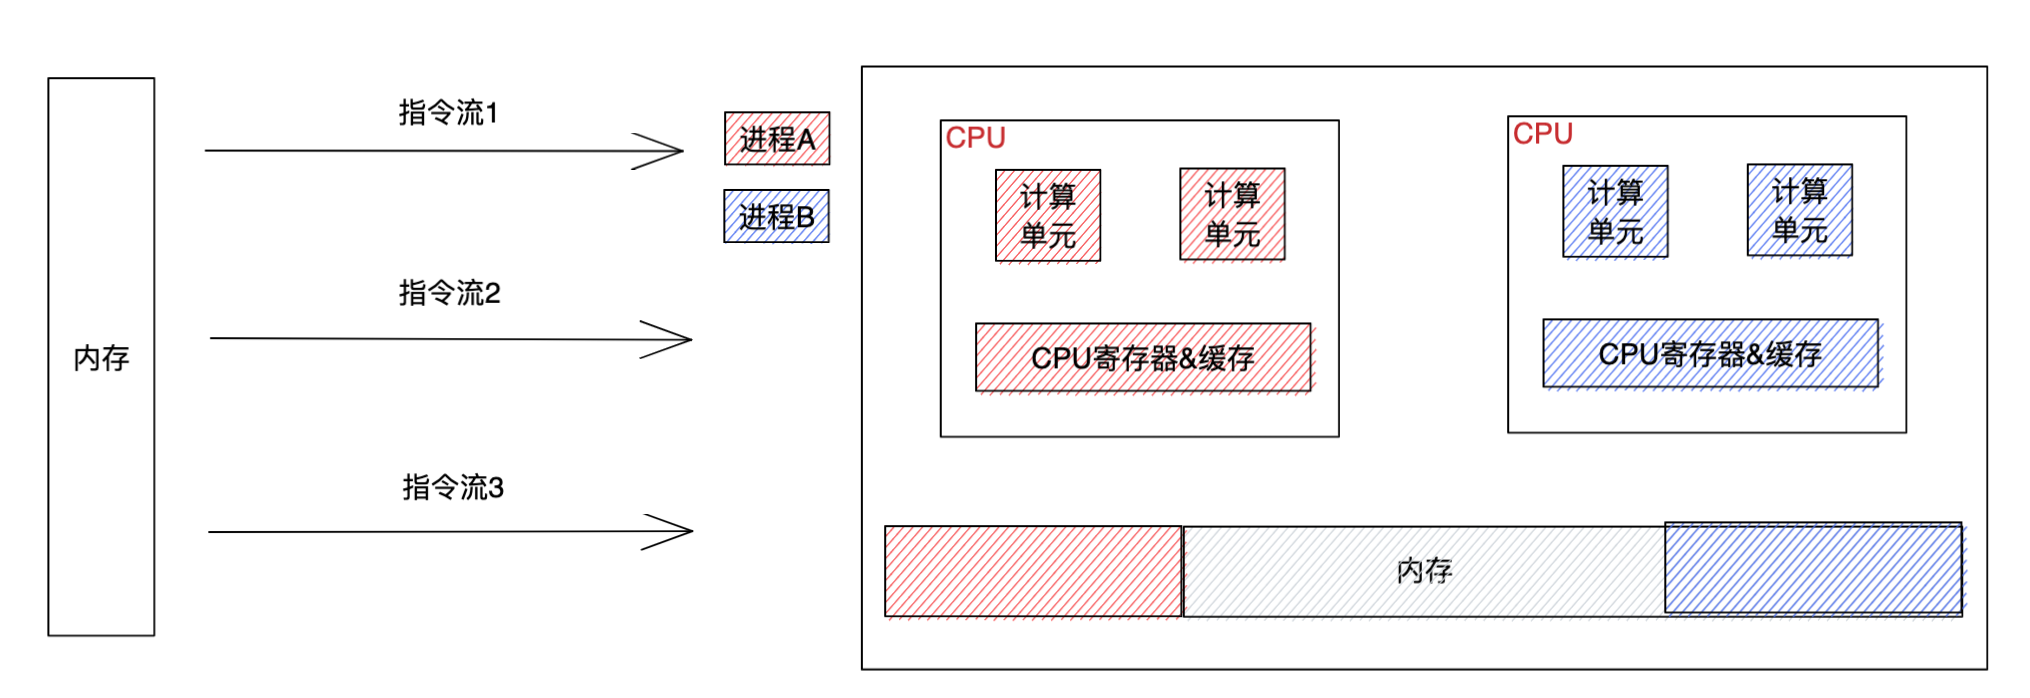 内存
指令流1
指令流2
指令流3
进程A
进程B
CPU
计算
单元
计算
单元
CPU寄存器&缓存
CPU
计算
单元
计算
单元
CPU寄存器&缓存
内存